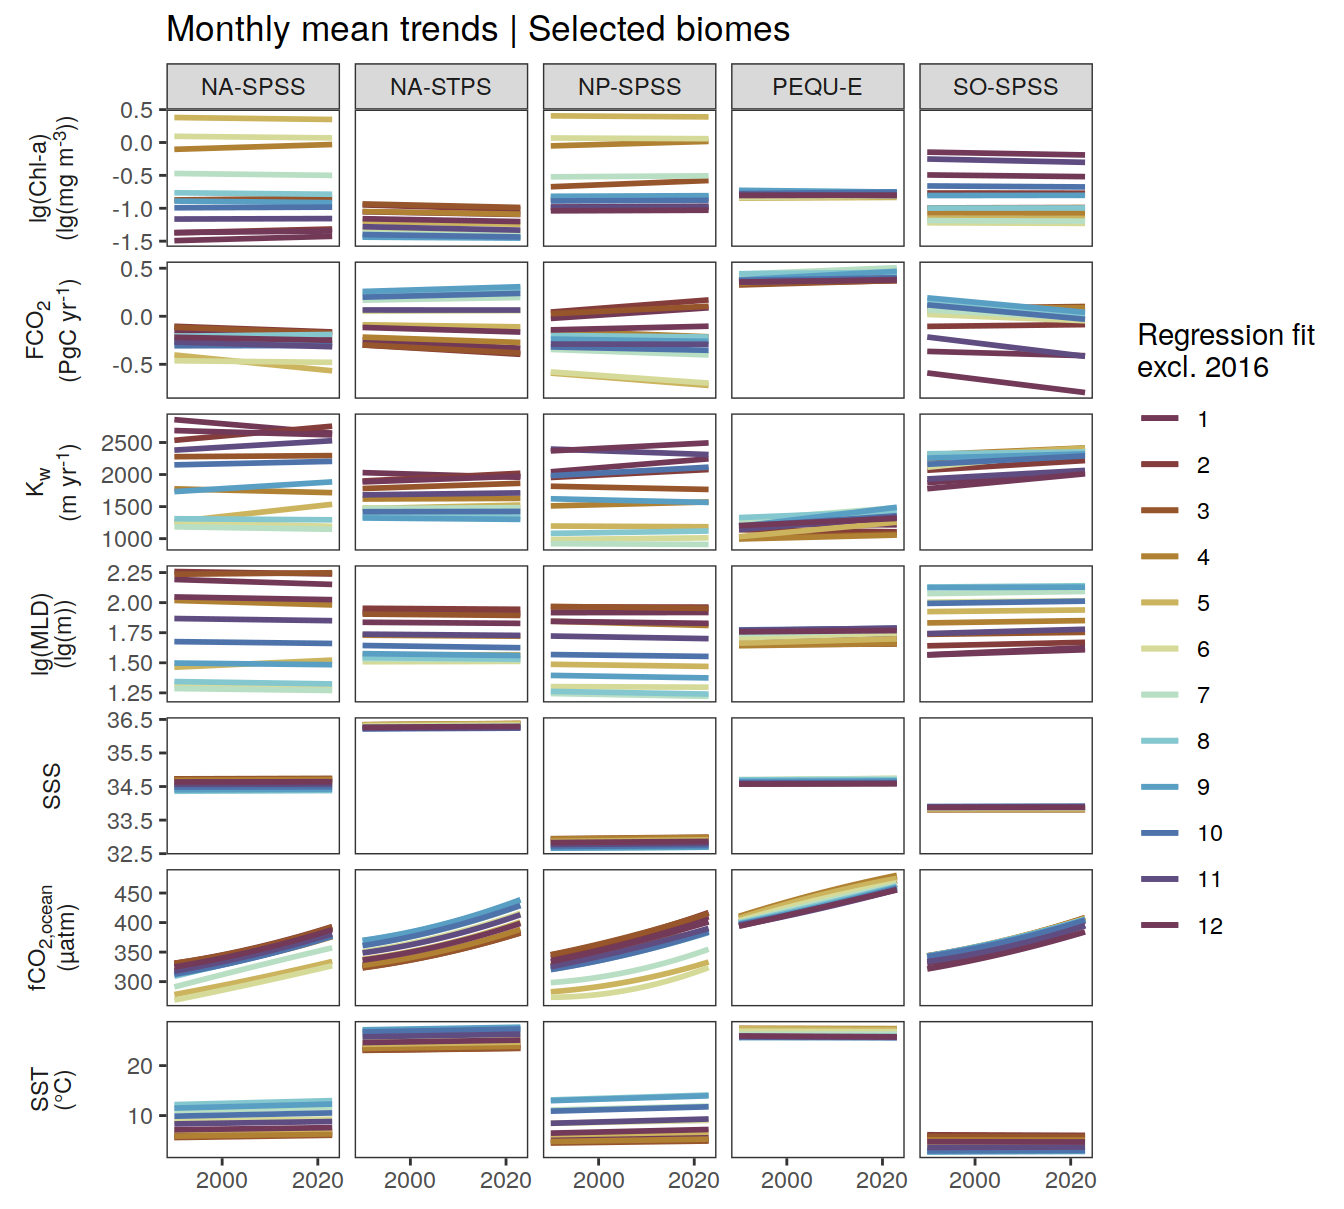 Monthly mean trends | Selected biomes
NA-SPSS NA-STPS NP-SPSS PEQU-E SO-SPSS
lg(Chl-a)
(lg(mg m⁻³))
0.5
0.0
-0.5
-1.0
-1.5
FCO₂
(PgC yr⁻¹)
0.5
0.0
-0.5
K_w
(m yr⁻¹)
2500
2000
1500
1000
lg(MLD)
(lg(m))
2.25
2.00
1.75
1.50
1.25
SSS
36.5
35.5
34.5
33.5
32.5
fCO₂,ocean
(µatm)
450
400
350
300
SST
(°C)
20
10
2000 2020 2000 2020 2000 2020 2000 2020 2000 2020
Regression fit
excl. 2016
1
2
3
4
5
6
7
8
9
10
11
12